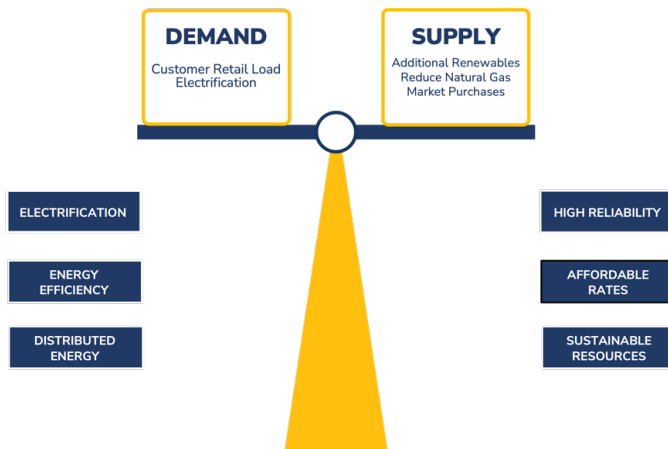 DEMAND
Customer Retail Load
Electrification
SUPPLY
Additional Renewables
Reduce Natural Gas
Market Purchases
ELECTRIFICATION
ENERGY
EFFICIENCY
DISTRIBUTED
ENERGY
HIGH RELIABILITY
AFFORDABLE
RATES
SUSTAINABLE
RESOURCES